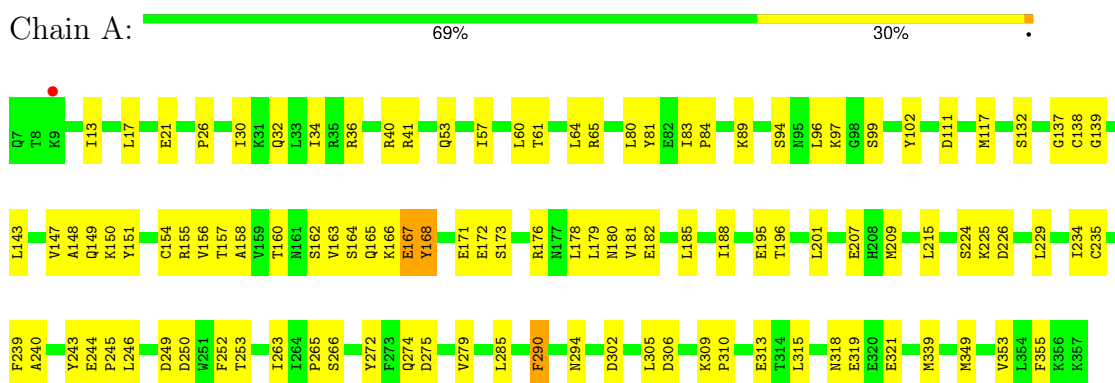 Chain A:
69% 30% •
Q7 T8 K9 I13 L17 E21 P26 I30 K31 Q32 L33 I34 R35 R36 R40 R41 Q53 I57 L60 T61 L64 R65 L80 Y81 E82 I83 P84 K89 S94 N95 L96 K97 G98 S99 Y102 D111 M117 S132 G137 C138 G139
L143 V147 A148 Q149 K150 Y151 C154 R155 V156 T157 A158 V159 T160 N161 S162 V163 S164 Q165 K166 E167 Y168 E171 E172 S173 R176 N177 L178 L179 N180 V181 E182 L185 I188 E195 T196 L201 E207 H208 M209 L215 S224 K225 D226 L229 I234 C235
F239 A240 Y243 E244 P245 L246 D249 D250 W251 F252 T253 I263 I264 P265 S266 Y272 F273 Q274 D275 V279 L285 F290 N294 D302 L305 D306 K309 P310 E313 T314 L315 N318 E319 E320 E321 M339 M349 V353 L354 F355 K356 K357